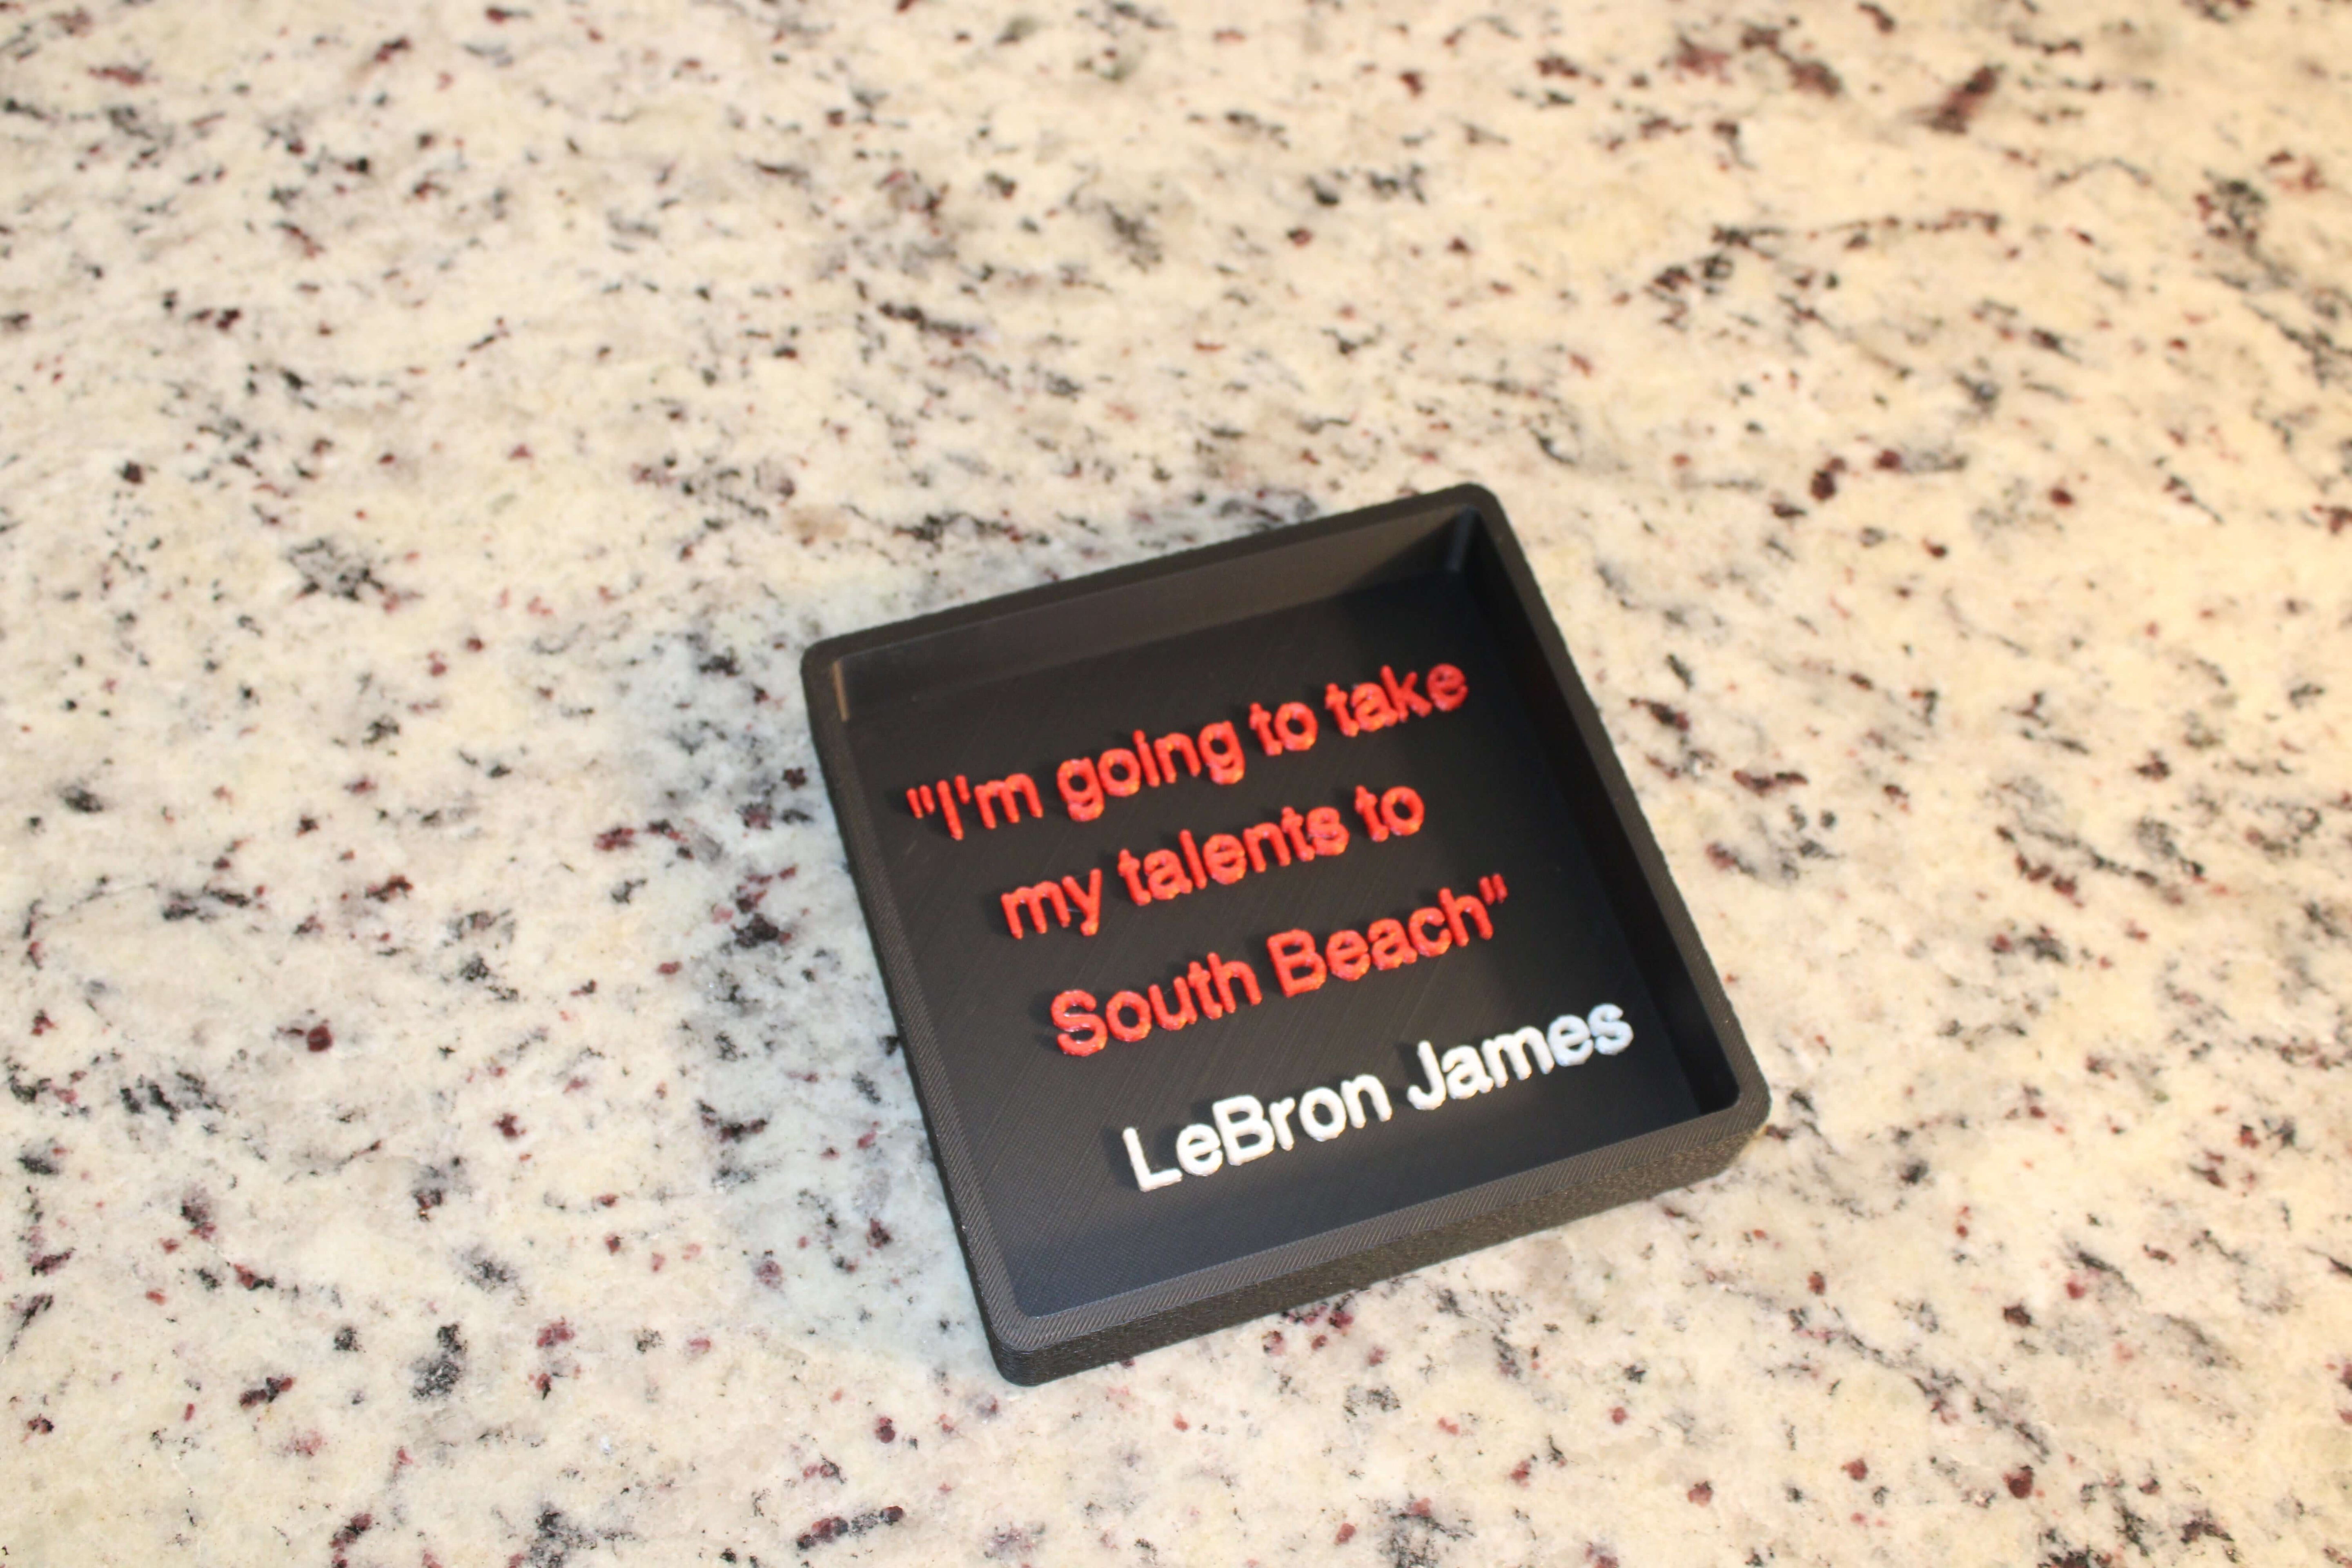 "I'm going to take
my talents to
South Beach"
LeBron James